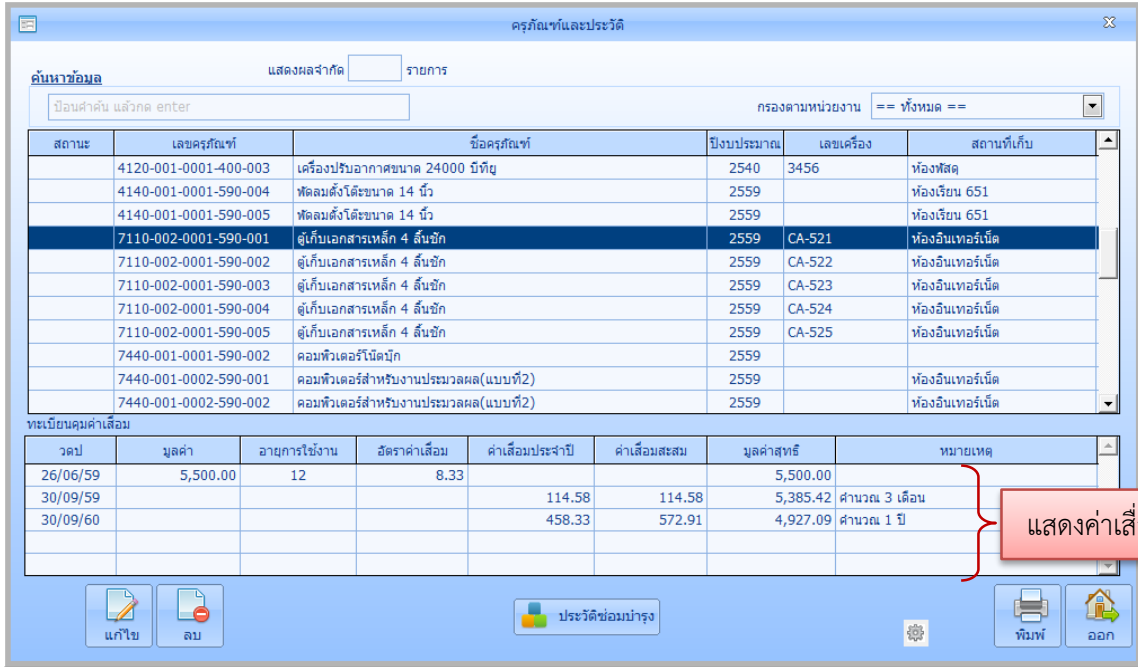 ครุภัณฑ์และประวัติ
ค้นหาข้อมูล แสดงผลจำกัด รายการ
ป้อนคำค้น แล้วกด enter กรองตามหน่วยงาน == ทั้งหมด ==
สถานะ เลขครุภัณฑ์ ชื่อครุภัณฑ์ ปีงบประมาณ เลขเครื่อง สถานที่เก็บ
4120-001-0001-400-003 เครื่องปรับอากาศขนาด 24000 บีทียู 2540 3456 ห้องพัสดุ
4140-001-0001-590-004 พัดลมตั้งโต๊ะขนาด 14 นิ้ว 2559 ห้องเรียน 651
4140-001-0001-590-005 พัดลมตั้งโต๊ะขนาด 14 นิ้ว 2559 ห้องเรียน 651
7110-002-0001-590-001 ตู้เก็บเอกสารเหล็ก 4 ลิ้นชัก 2559 CA-521 ห้องอินเทอร์เน็ต
7110-002-0001-590-002 ตู้เก็บเอกสารเหล็ก 4 ลิ้นชัก 2559 CA-522 ห้องอินเทอร์เน็ต
7110-002-0001-590-003 ตู้เก็บเอกสารเหล็ก 4 ลิ้นชัก 2559 CA-523 ห้องอินเทอร์เน็ต
7110-002-0001-590-004 ตู้เก็บเอกสารเหล็ก 4 ลิ้นชัก 2559 CA-524 ห้องอินเทอร์เน็ต
7110-002-0001-590-005 ตู้เก็บเอกสารเหล็ก 4 ลิ้นชัก 2559 CA-525 ห้องอินเทอร์เน็ต
7440-001-0001-590-002 คอมพิวเตอร์โน๊ตบุ๊ก 2559
7440-001-0002-590-001 คอมพิวเตอร์สำหรับงานประมวลผล(แบบที่2) 2559 ห้องอินเทอร์เน็ต
7440-001-0002-590-002 คอมพิวเตอร์สำหรับงานประมวลผล(แบบที่2) 2559 ห้องอินเทอร์เน็ต
ทะเบียนคุมค่าเสื่อม
วดป มูลค่า อายุการใช้งาน อัตราค่าเสื่อม ค่าเสื่อมประจำปี ค่าเสื่อมสะสม มูลค่าสุทธิ หมายเหตุ
26/06/59 5,500.00 12 8.33 5,500.00
30/09/59 114.58 114.58 5,385.42 คำนวณ 3 เดือน
30/09/60 458.33 572.91 4,927.09 คำนวณ 1 ปี
แสดงค่าเสื่
แก้ไข ลบ ประวัติซ่อมบำรุง พิมพ์ ออก